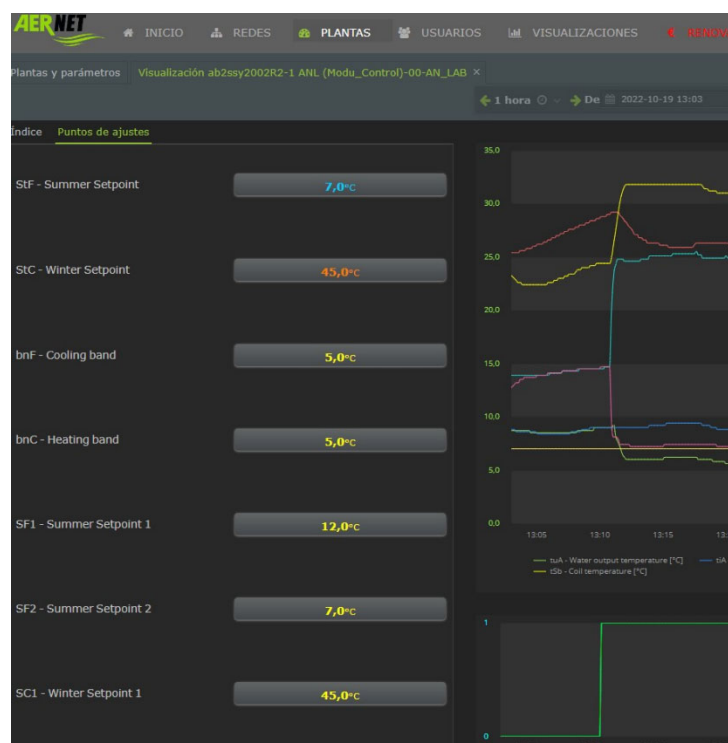 AERNET
INICIO REDES PLANTAS USUARIOS VISUALIZACIONES
Plantas y parámetros Visualización ab2ssy2002R2-1 ANL (Modu_Control)-00-AN_LAB ×
1 hora De 2022-10-19 13:03
Índice Puntos de ajustes
StF - Summer Setpoint 7,0°C
StC - Winter Setpoint 45,0°C
bnF - Cooling band 5,0°C
bnC - Heating band 5,0°C
SF1 - Summer Setpoint 1 12,0°C
SF2 - Summer Setpoint 2 7,0°C
SC1 - Winter Setpoint 1 45,0°C
35,0
30,0
25,0
20,0
15,0
10,0
5,0
0,0
13:05 13:10 13:15
tuA - Water output temperature [°C] tiA
tSb - Coil temperature [°C]
1
0